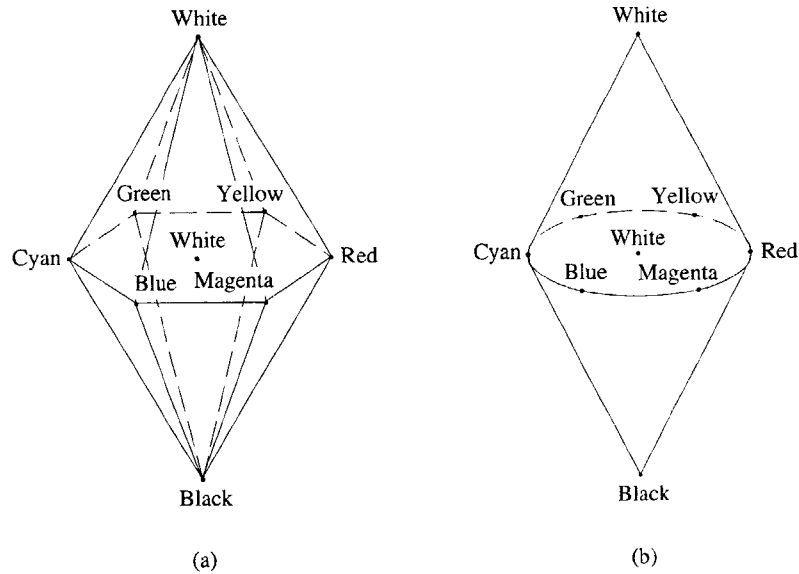 White
Green Yellow
White
Cyan Red
Blue Magenta
Black
(a)
White
Green Yellow
White
Cyan Red
Blue Magenta
Black
(b)